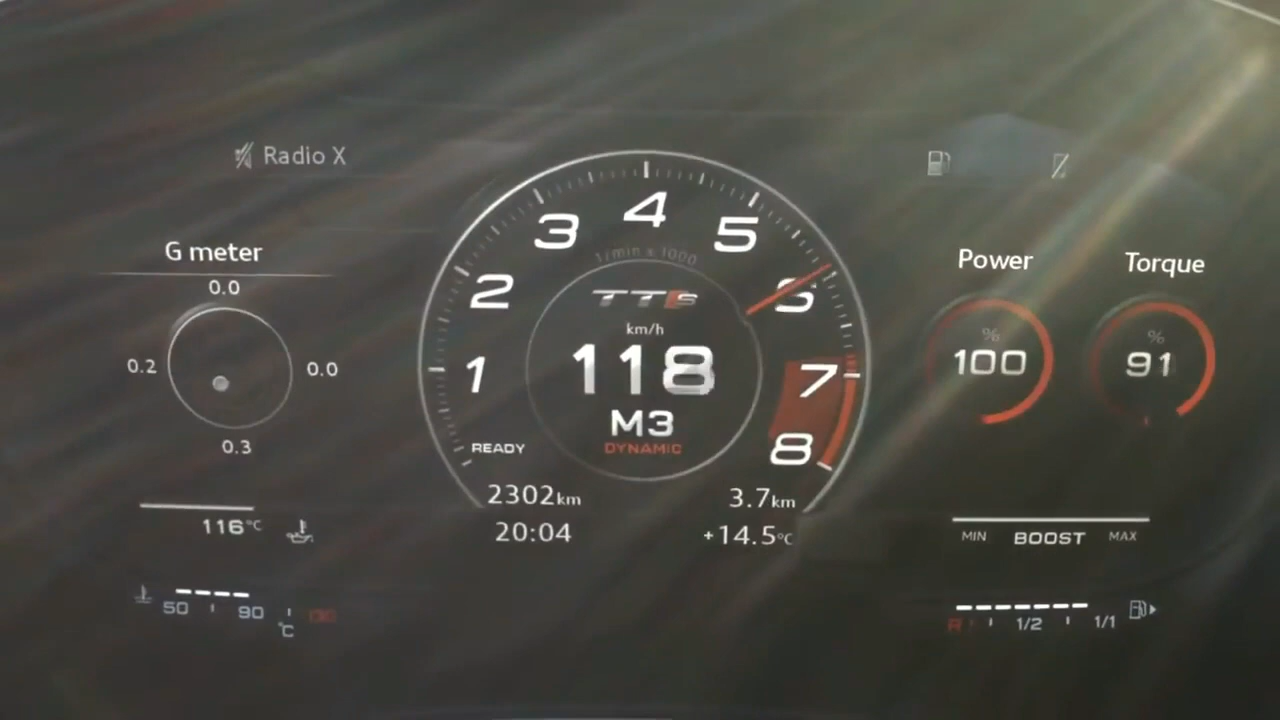 Radio X
G meter
0.0
0.2
0.0
0.3
116°C
50 90
°C
1 2 3 4 5 6 7 8
1/min x 1000
TTS
km/h
118
M3
DYNAMIC
READY
2302km
3.7km
20:04
+14.5°C
Power
%
100
Torque
%
91
MIN BOOST MAX
R 1/2 1/1